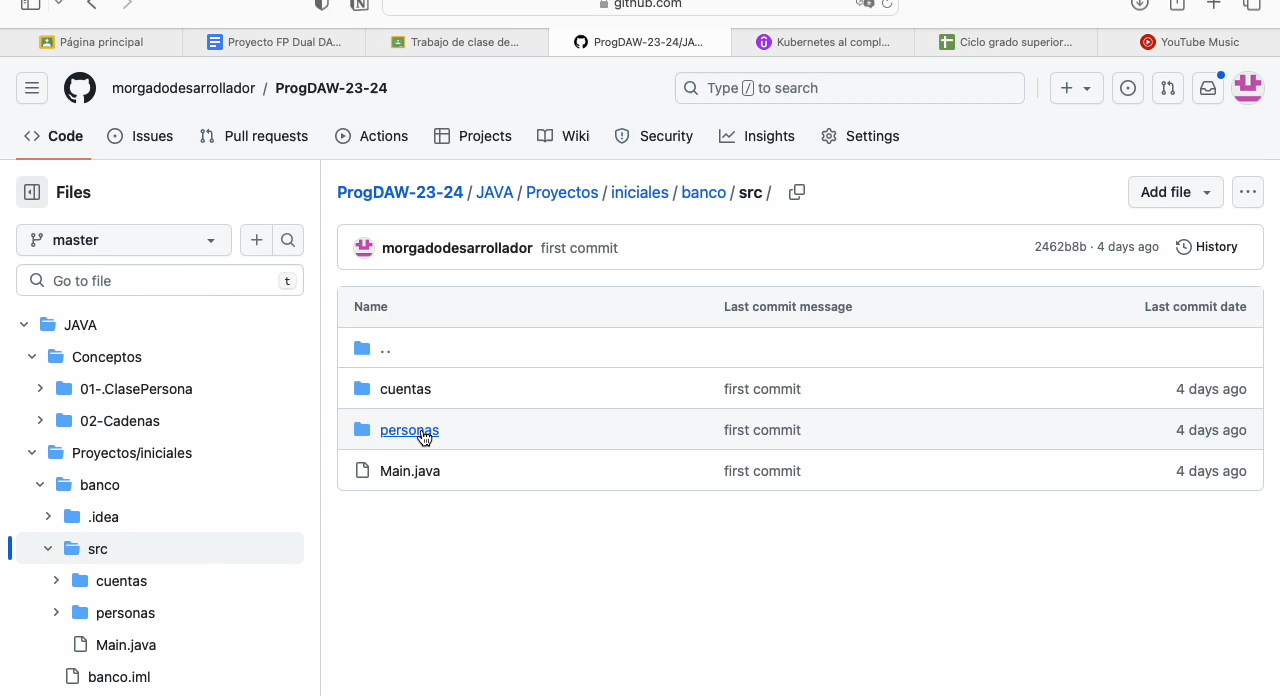 github.com
Página principal
Proyecto FP Dual DA...
Trabajo de clase de...
ProgDAW-23-24/JA...
Kubernetes al compl...
Ciclo grado superior...
YouTube Music
morgadodesarrollador / ProgDAW-23-24
Type / to search
Code
Issues
Pull requests
Actions
Projects
Wiki
Security
Insights
Settings
Files
ProgDAW-23-24 / JAVA / Proyectos / iniciales / banco / src /
Add file
master
morgadodesarrollador first commit
2462b8b · 4 days ago
History
Go to file
t
Name
Last commit message
Last commit date
..
cuentas
first commit
4 days ago
personas
first commit
4 days ago
Main.java
first commit
4 days ago
JAVA
Conceptos
01-.ClasePersona
02-Cadenas
Proyectos/iniciales
banco
.idea
src
cuentas
personas
Main.java
banco.iml